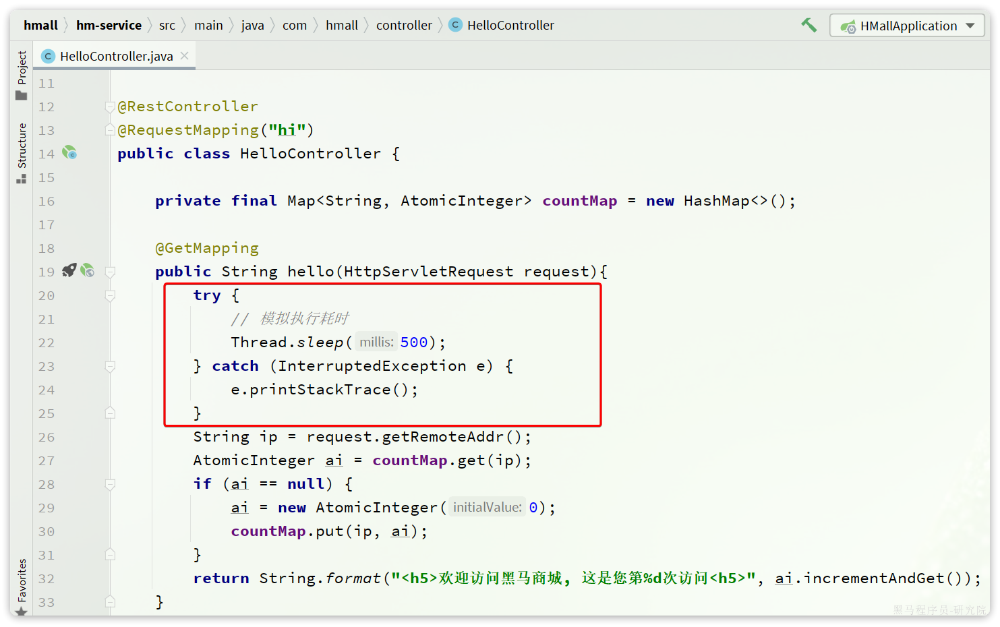 hmall hm-service src main java com hmall controller HelloController HMallApplication
HelloController.java
Project
Structure
Favorites
11
12 @RestController
13 @RequestMapping("hi")
14 public class HelloController {
15
16 private final Map<String, AtomicInteger> countMap = new HashMap<>();
17
18 @GetMapping
19 public String hello(HttpServletRequest request){
20 try {
21 // 模拟执行耗时
22 Thread.sleep( millis: 500);
23 } catch (InterruptedException e) {
24 e.printStackTrace();
25 }
26 String ip = request.getRemoteAddr();
27 AtomicInteger ai = countMap.get(ip);
28 if (ai == null) {
29 ai = new AtomicInteger( initialValue: 0);
30 countMap.put(ip, ai);
31 }
32 return String.format("<h5>欢迎访问黑马商城, 这是您第%d次访问<h5>", ai.incrementAndGet());
33 }
黑马程序员-研究院